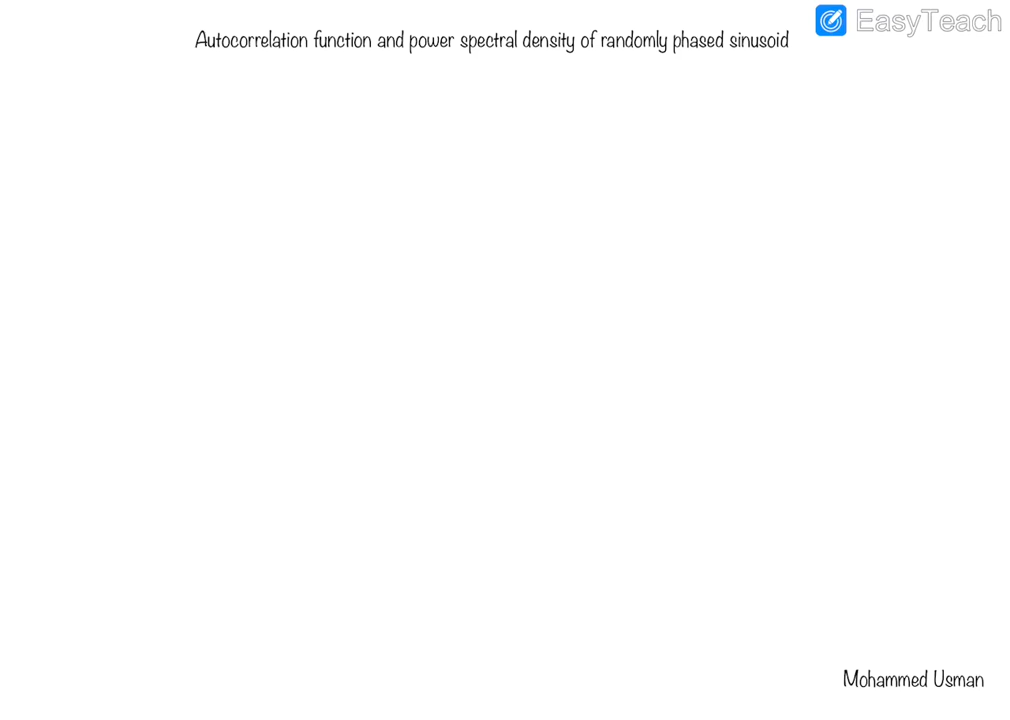 EasyTeach
Autocorrelation function and power spectral density of randomly phased sinusoid
Mohammed Usman